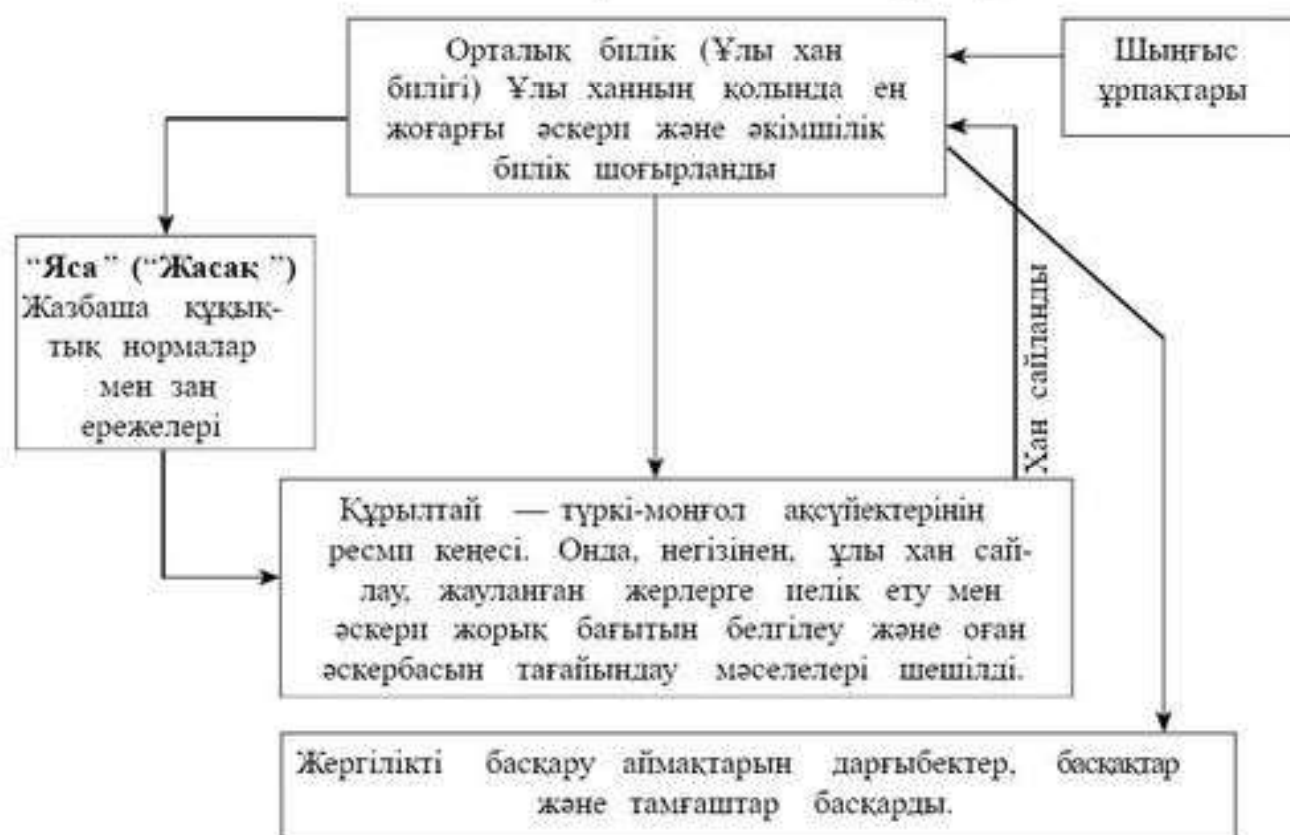 Орталық билік (Ұлы хан
билігі) Ұлы ханның қолында ең
жоғарғы әскери және әкімшілік
билік шоғырланды
Шыңғыс
ұрпақтары
“Яса” (“Жасақ”)
Жазбаша құқық-
тық нормалар
мен заң
ережелері
Хан сайланды
Құрылтай — түркі-монғол ақсүйектерінің
ресми кеңесі. Онда, негізінен, ұлы хан сай-
лау, жауланған жерлерге иелік ету мен
әскери жорық бағытын белгілеу және оған
әскербасын тағайындау мәселелері шешілді.
Жергілікті басқару аймақтарын дарғыбектер, басқақтар
және тамғаштар басқарды.